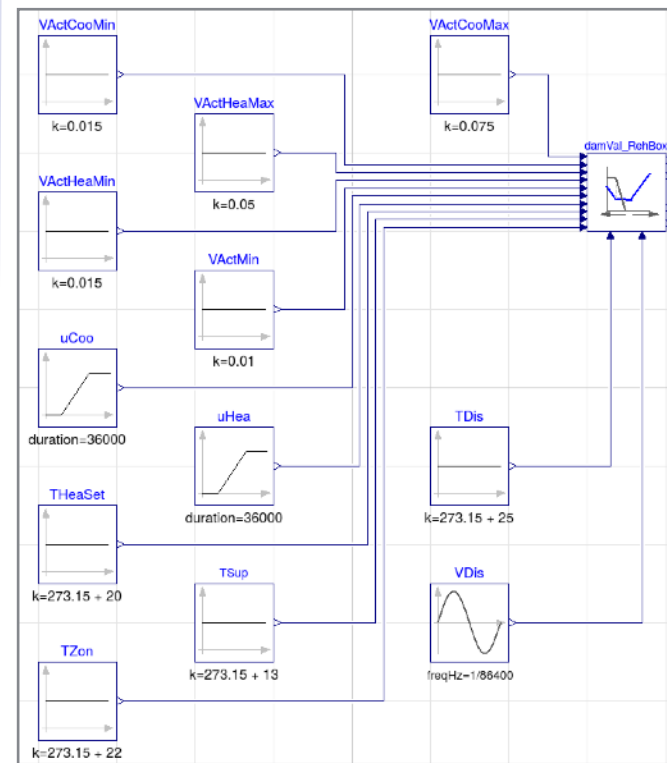 VActCooMin
k=0.015
VActCooMax
k=0.075
VActHeaMax
k=0.05
damVal_RehBox
VActHeaMin
k=0.015
VActMin
k=0.01
uCoo
duration=36000
uHea
duration=36000
TDis
k=273.15 + 25
THeaSet
k=273.15 + 20
TSup
k=273.15 + 13
VDis
freqHz=1/86400
TZon
k=273.15 + 22